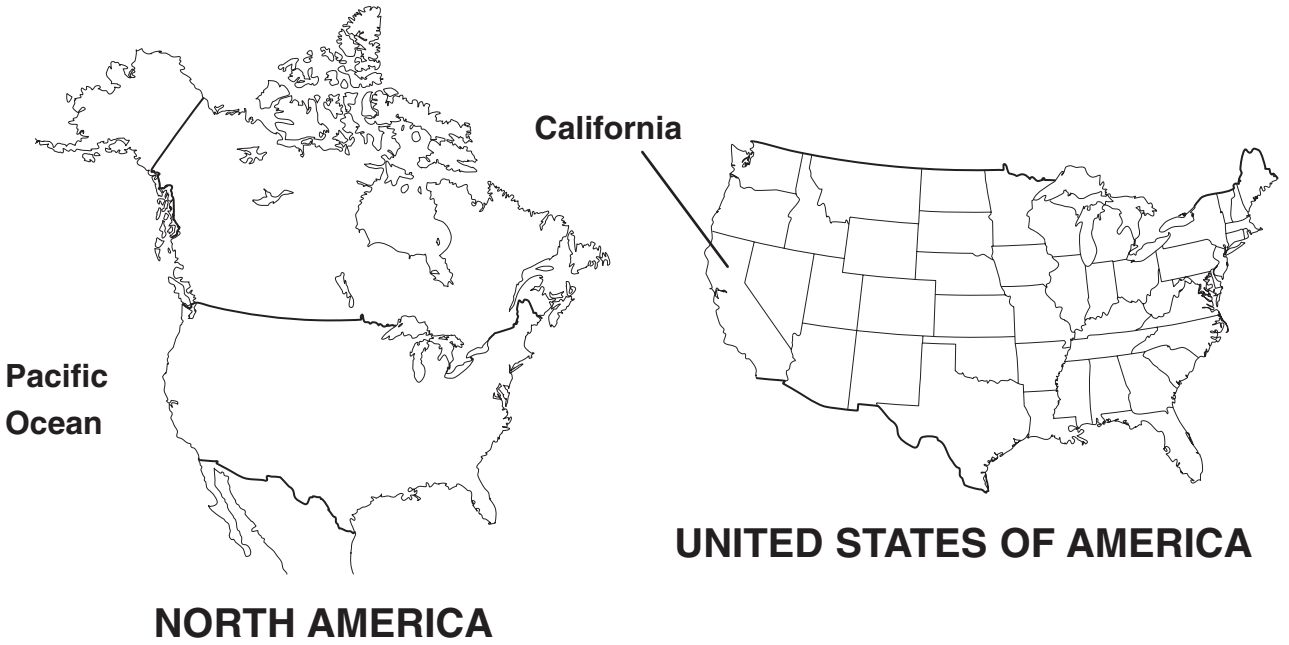 California
Pacific
Ocean
UNITED STATES OF AMERICA
NORTH AMERICA